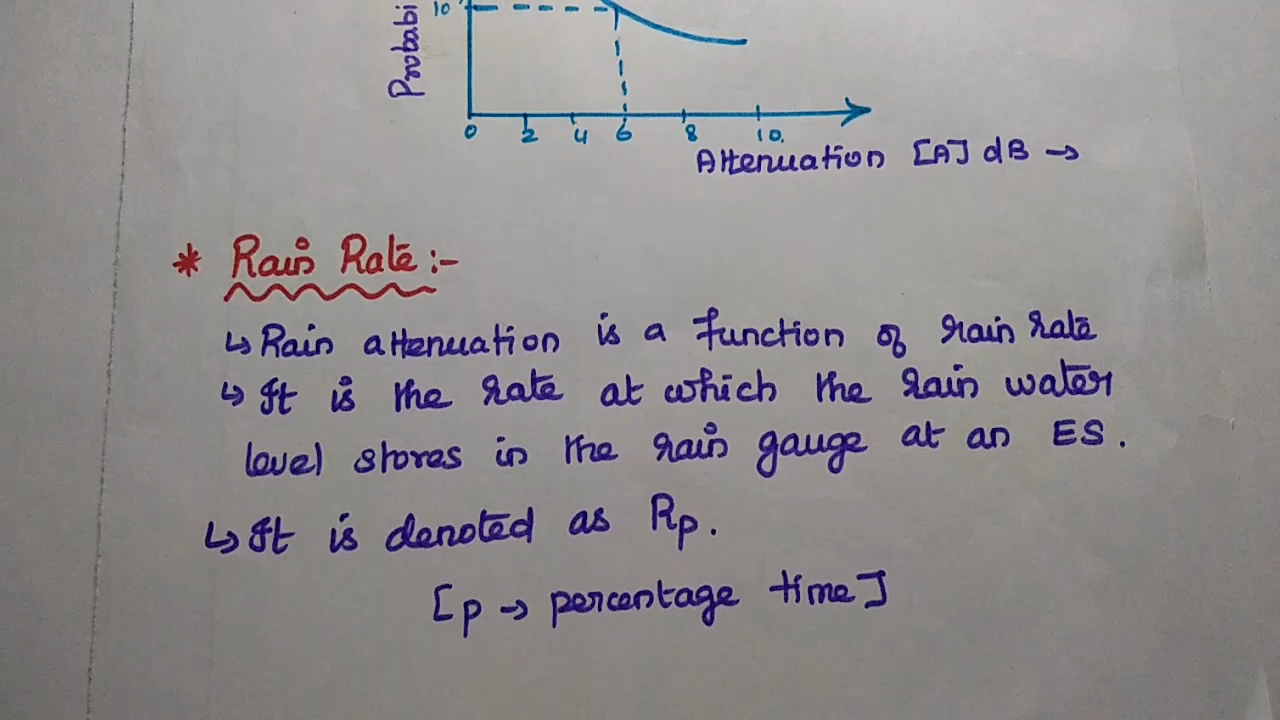 Probabi
10
0 2 4 6 8 10.
Attenuation [A] dB →
* Rain Rate :-
↳ Rain attenuation is a function of rain rate
↳ It is the rate at which the rain water
level stores in the rain gauge at an ES.
↳ It is denoted as Rp.
[p → percentage time]